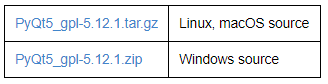 PyQt5_gpl-5.12.1.tar.gz Linux, macOS source
PyQt5_gpl-5.12.1.zip Windows source